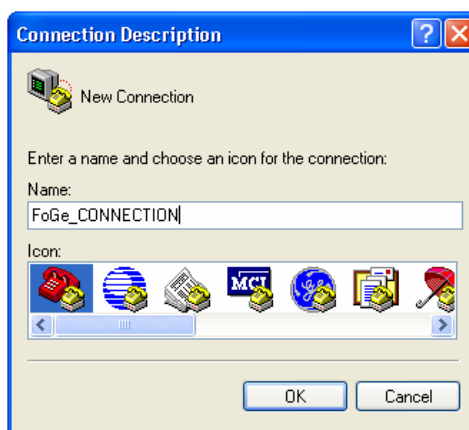 Connection Description
New Connection
Enter a name and choose an icon for the connection:
Name:
FoGe_CONNECTION
Icon:
MCI
OK Cancel